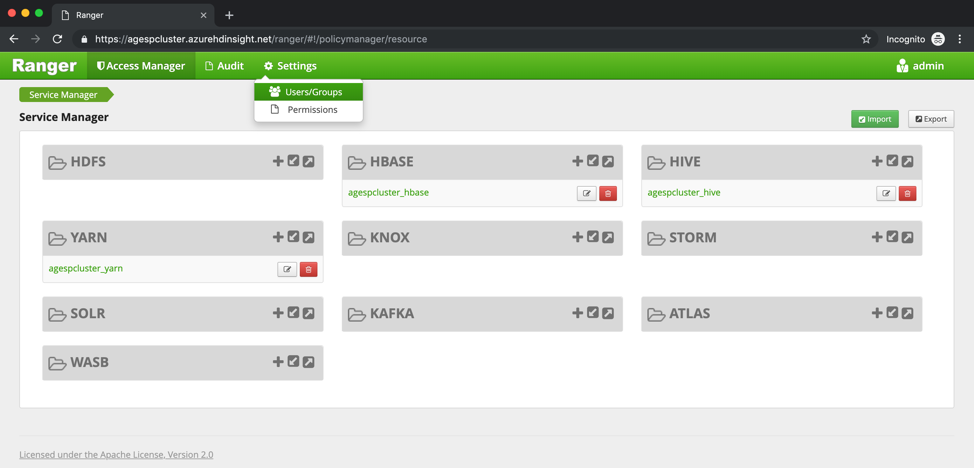 Ranger
https://agespcluster.azurehdinsight.net/ranger/#!/policymanager/resource
Incognito
Ranger
Access Manager
Audit
Settings
admin
Users/Groups
Permissions
Service Manager
Service Manager
Import
Export
HDFS
HBASE
HIVE
agespcluster_hbase
agespcluster_hive
YARN
KNOX
STORM
agespcluster_yarn
SOLR
KAFKA
ATLAS
WASB
Licensed under the Apache License, Version 2.0